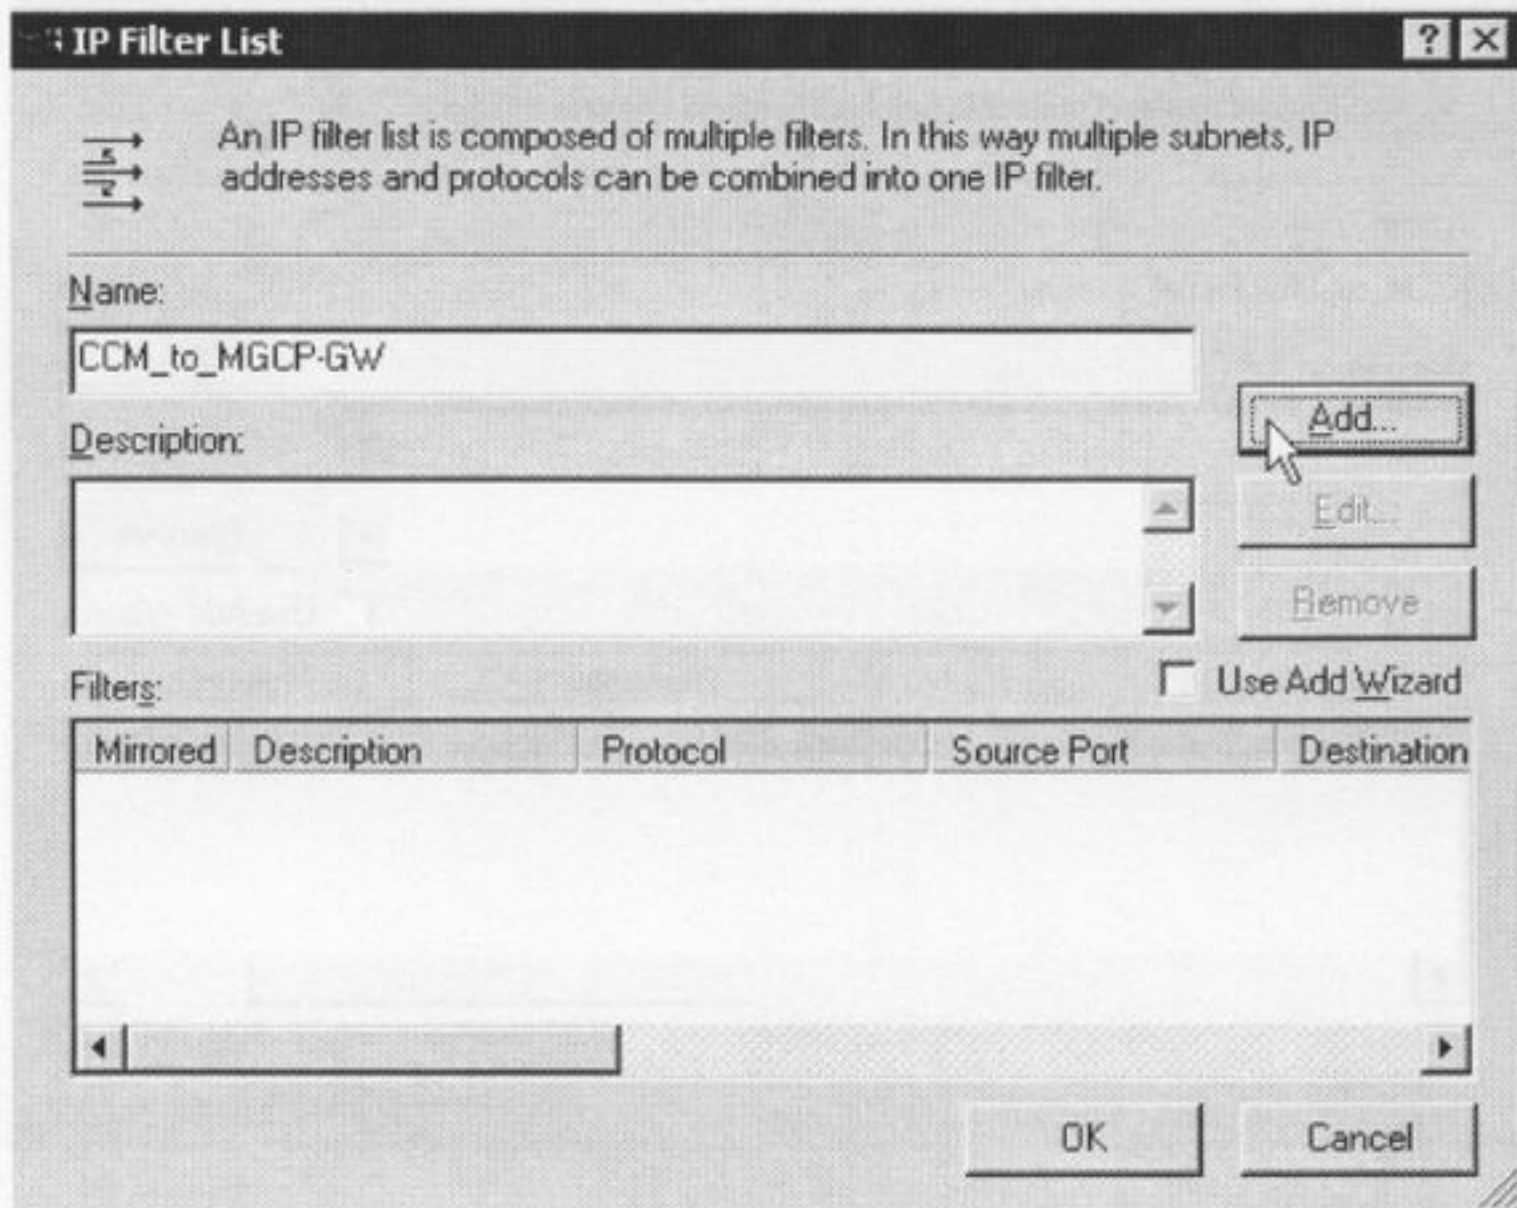 IP Filter List
An IP filter list is composed of multiple filters. In this way multiple subnets, IP
addresses and protocols can be combined into one IP filter.
Name:
CCM_to_MGCP-GW
Add...
Description:
Edit...
Remove
Filters:
Use Add Wizard
Mirrored Description Protocol Source Port Destination
OK Cancel